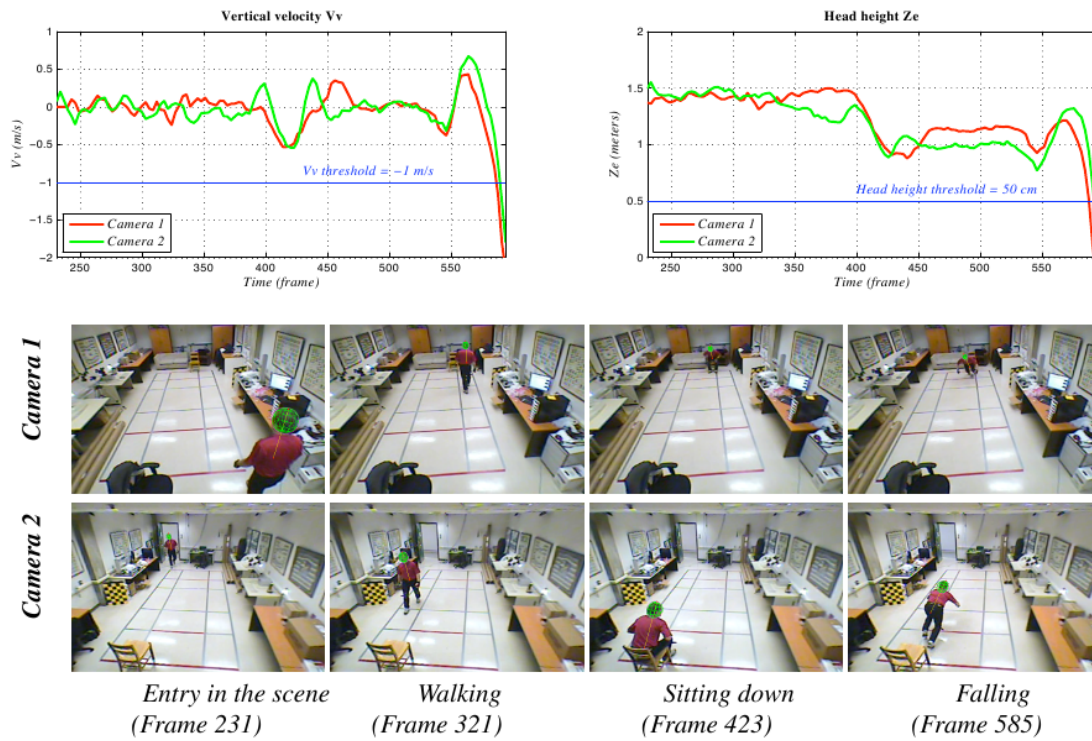 Vertical velocity Vv
1
0.5
0
−0.5
−1
−1.5
−2
Vv (m/s)
Vv threshold = −1 m/s
Camera 1
Camera 2
250 300 350 400 450 500 550
Time (frame)
Head height Ze
2
1.5
1
0.5
0
Ze (meters)
Head height threshold = 50 cm
Camera 1
Camera 2
250 300 350 400 450 500 550
Time (frame)
Camera 1
Camera 2
Entry in the scene
(Frame 231)
Walking
(Frame 321)
Sitting down
(Frame 423)
Falling
(Frame 585)